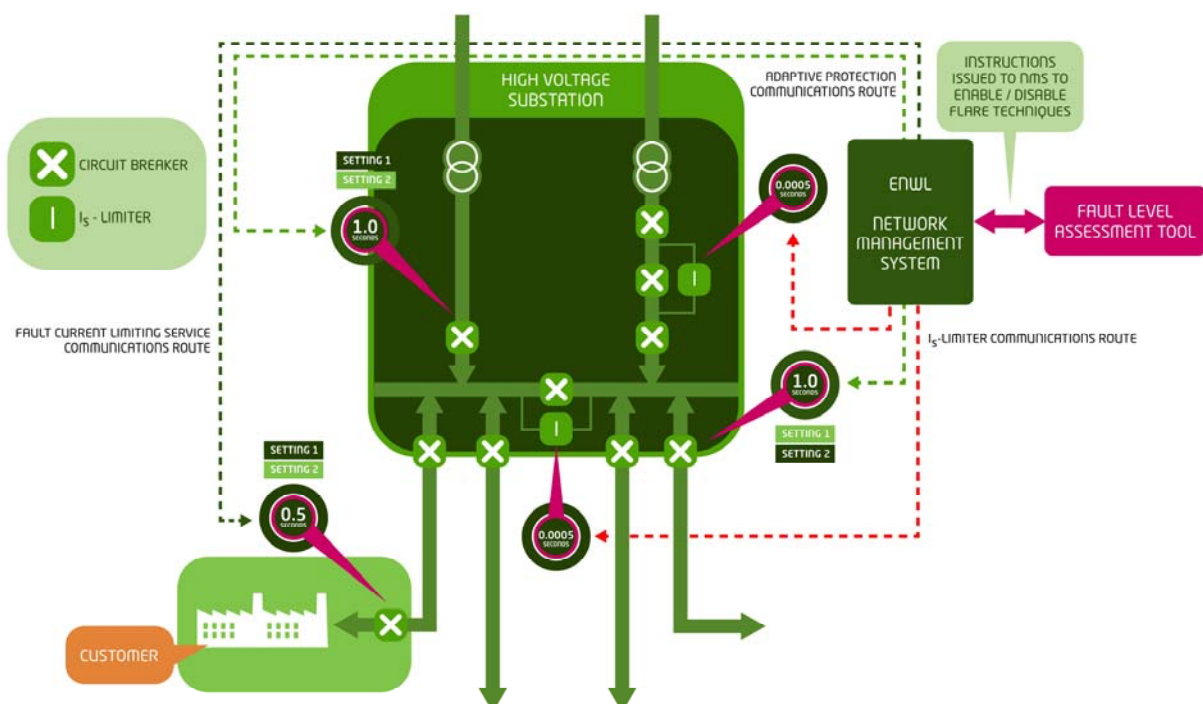 HIGH VOLTAGE
SUBSTATION
ADAPTIVE PROTECTION
COMMUNICATIONS ROUTE
INSTRUCTIONS
ISSUED TO NMS TO
ENABLE / DISABLE
FLARE TECHNIQUES
CIRCUIT BREAKER
I
IS - LIMITER
SETTING 1
SETTING 2
1.0
SECONDS
0.0005
SECONDS
I
ENWL
NETWORK
MANAGEMENT
SYSTEM
FAULT LEVEL
ASSESSMENT TOOL
FAULT CURRENT LIMITING SERVICE
COMMUNICATIONS ROUTE
IS-LIMITER COMMUNICATIONS ROUTE
1.0
SECONDS
SETTING 1
SETTING 2
I
SETTING 1
SETTING 2
0.5
SECONDS
0.0005
SECONDS
CUSTOMER